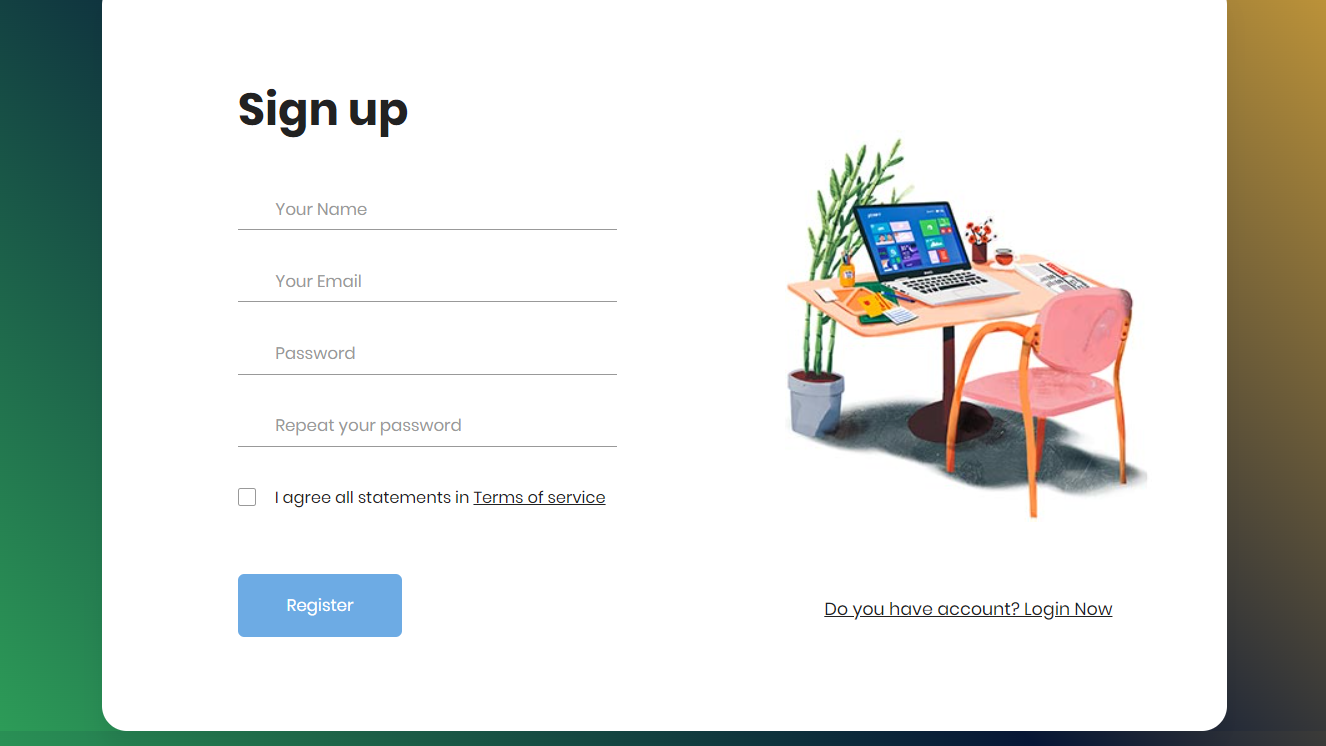 Sign up
Your Name
Your Email
Password
Repeat your password
I agree all statements in Terms of service
Register
Do you have account? Login Now